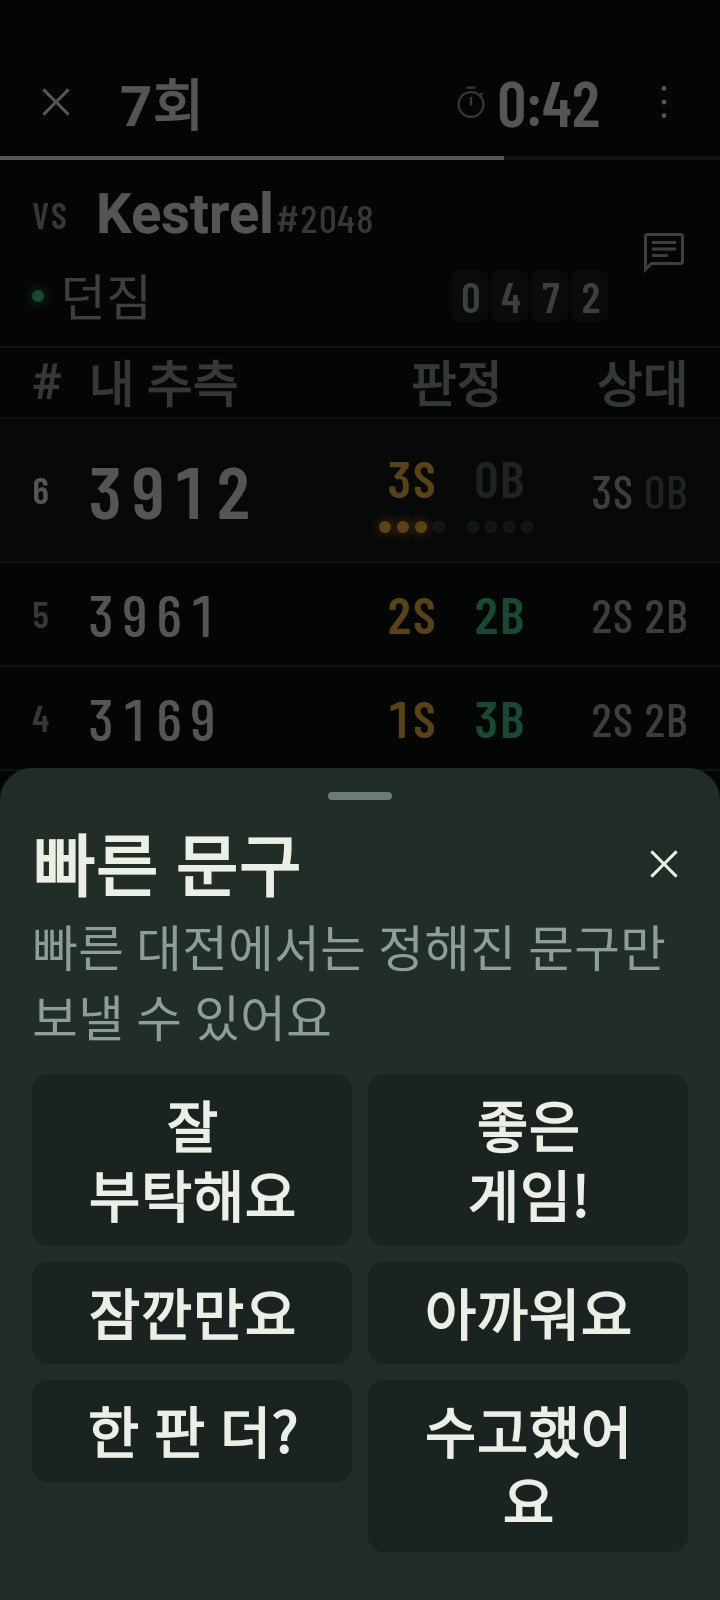 7회 0:42
VS Kestrel#2048
던짐 0 4 7 2
# 내 추측 판정 상대
6 3912 3S 0B 3S 0B
5 3961 2S 2B 2S 2B
4 3169 1S 3B 2S 2B
빠른 문구
빠른 대전에서는 정해진 문구만
보낼 수 있어요
잘
부탁해요
좋은
게임!
잠깐만요
아까워요
한 판 더?
수고했어
요